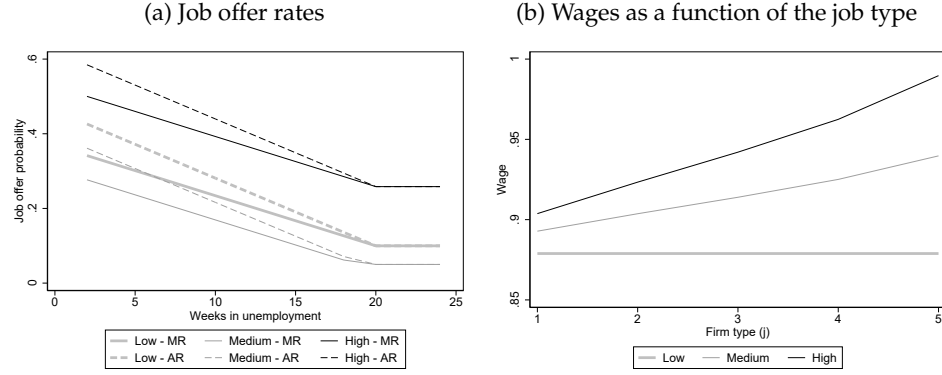 (a) Job offer rates
Job offer probability
.6
.4
.2
0
0 5 10 15 20 25
Weeks in unemployment
Low - MR Medium - MR High - MR
Low - AR Medium - AR High - AR
(b) Wages as a function of the job type
Wage
1
.95
.9
.85
1 2 3 4 5
Firm type (j)
Low Medium High